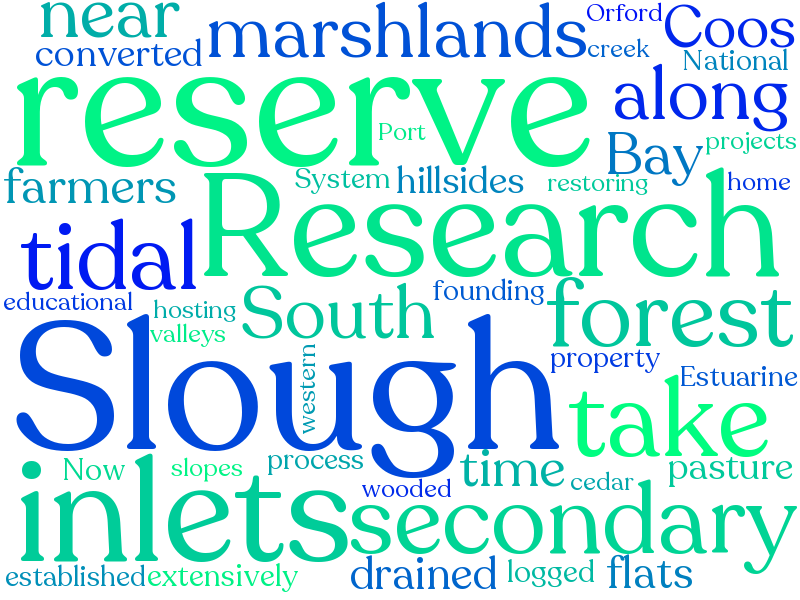 near
marshlands
Orford
Coos
converted
creek
National
reserve
along
Port
Bay
projects
farmers
System
hillsides
restoring
home
Research
tidal
educational
hosting
founding
valleys
South
forest
Slough
western
property
Estuarine
take
Now
slopes
process
time
cedar
pasture
wooded
inlets
secondary
established
extensively
drained
logged
flats